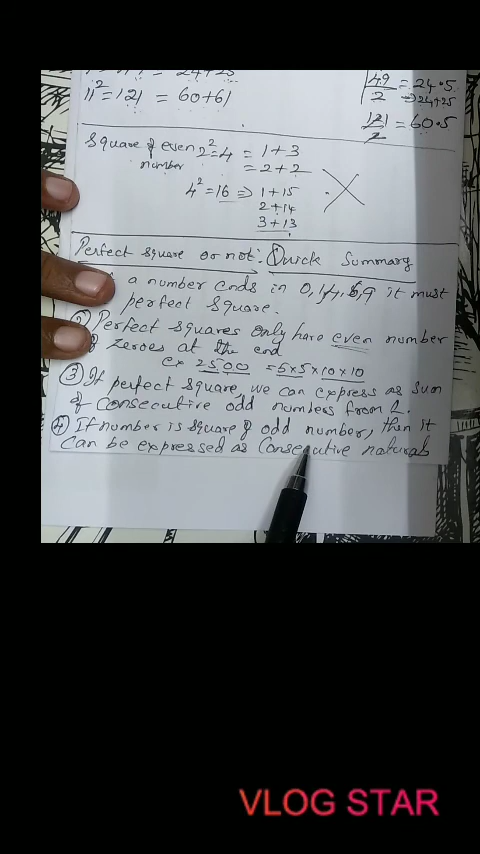 11² = 121 = 60+61
49/2 = 24.5
⇒ 24+25
121/2 = 60.5
Square of even 2² = 4 = 1+3
number = 2+2
4² = 16 ⇒ 1+15
2+14
3+13
Perfect square or not: Quick Summary
a number ends in 0,1,4, 6,9 it must
perfect square.
② Perfect squares only have even number
of zeroes at the end
ex 2500 = 5×5×10×10
③ If perfect square, we can express as sum
of consecutive odd numbers from 1.
④ If number is square of odd number, then it
can be expressed as consecutive natural
VLOG STAR